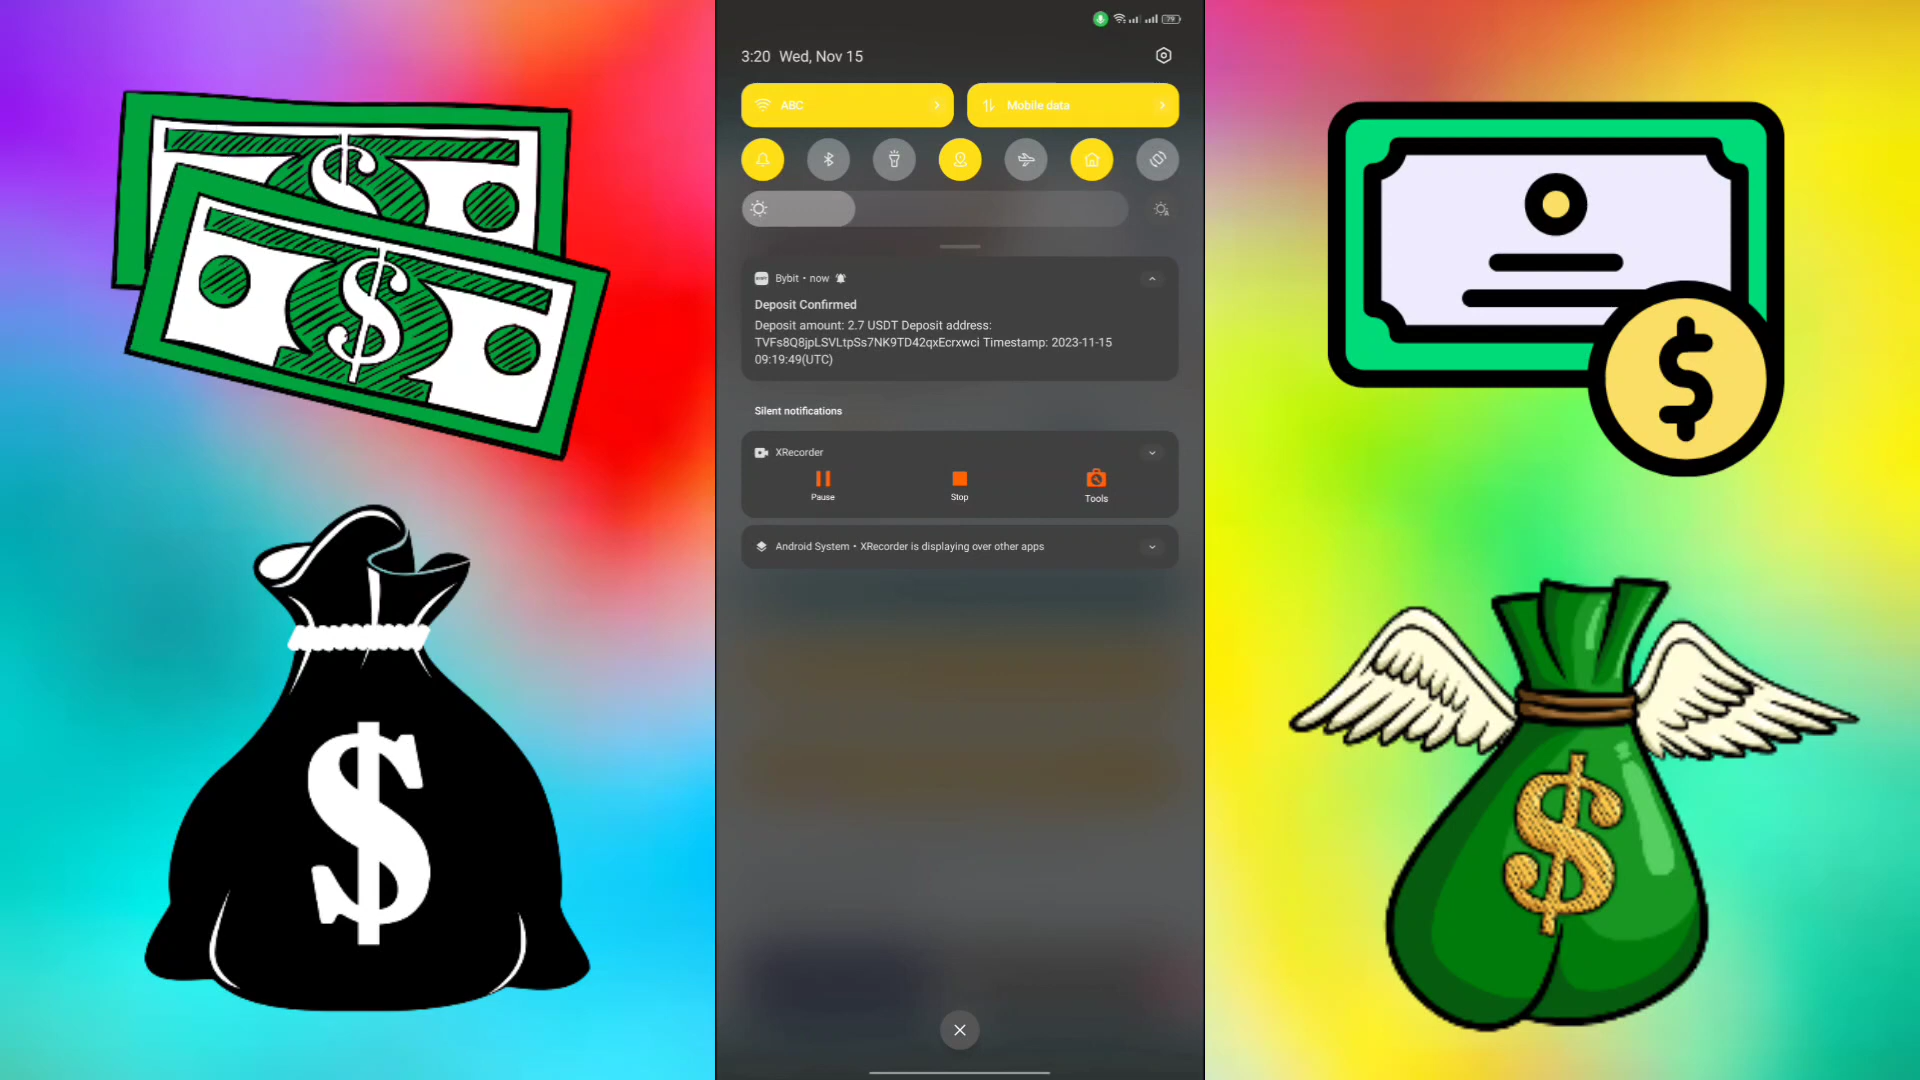 79
3:20 Wed, Nov 15
ABC
Mobile data
Bybit • now
Deposit Confirmed
Deposit amount: 2.7 USDT Deposit address:
TVFs8Q8jpLSVLtpSs7NK9TD42qxEcrxwci Timestamp: 2023-11-15
09:19:49(UTC)
Silent notifications
XRecorder
Pause
Stop
Tools
Android System • XRecorder is displaying over other apps
$
$
$
$
$